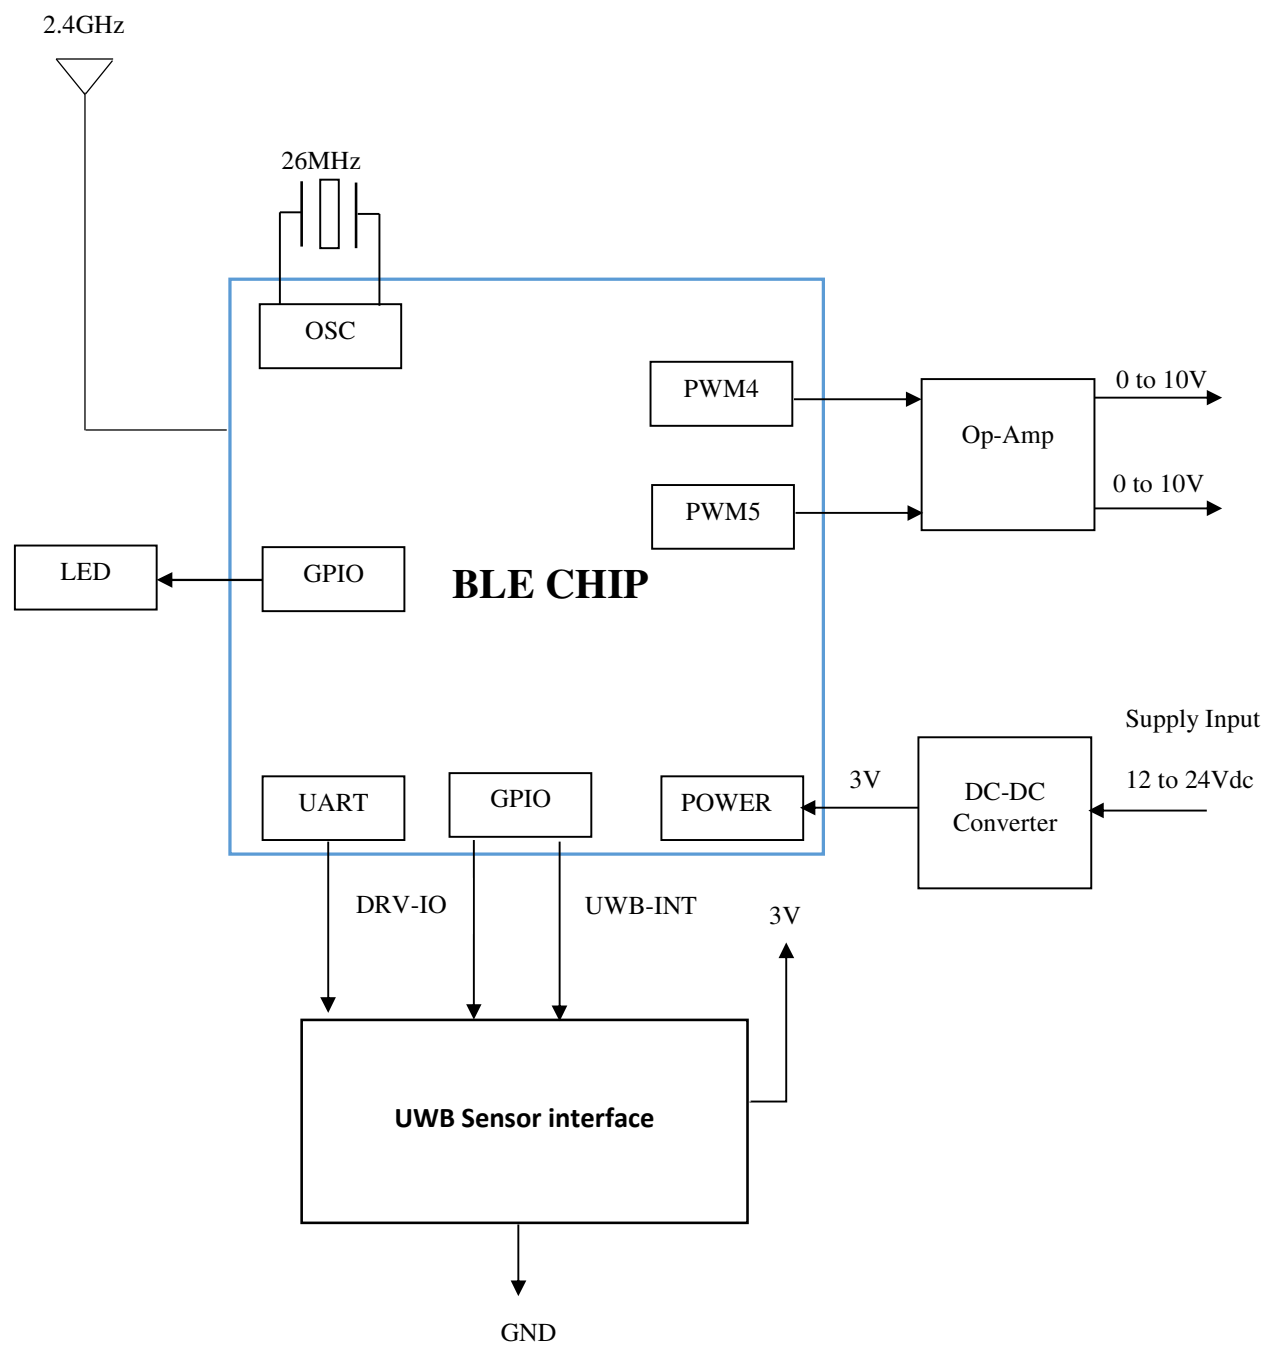 2.4GHz
26MHz
OSC
PWM4
0 to 10V
Op-Amp
0 to 10V
PWM5
LED
GPIO
BLE CHIP
Supply Input
UART
GPIO
POWER
3V
DC-DC
Converter
12 to 24Vdc
DRV-IO
UWB-INT
3V
UWB Sensor interface
GND